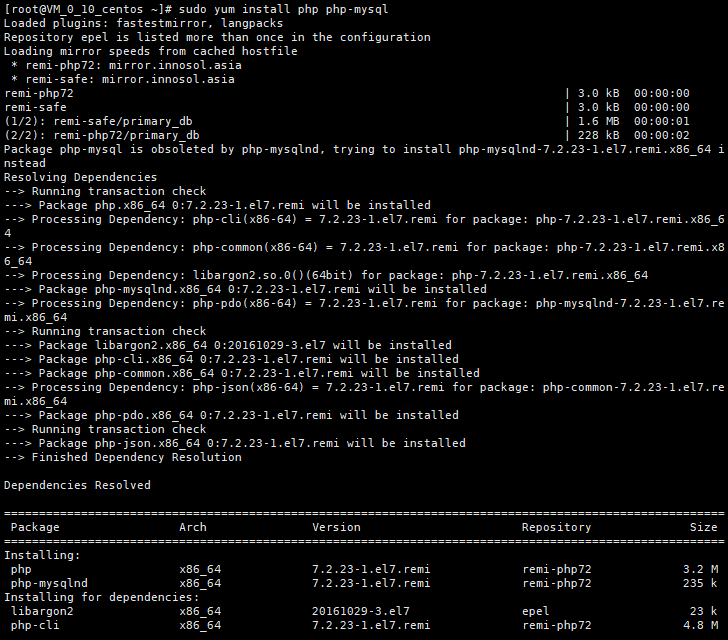 [root@VM_0_10_centos ~]# sudo yum install php php-mysql
Loaded plugins: fastestmirror, langpacks
Repository epel is listed more than once in the configuration
Loading mirror speeds from cached hostfile
 * remi-php72: mirror.innosol.asia
 * remi-safe: mirror.innosol.asia
remi-php72                                                                      | 3.0 kB  00:00:00
remi-safe                                                                       | 3.0 kB  00:00:00
(1/2): remi-safe/primary_db                                                     | 1.6 MB  00:00:01
(2/2): remi-php72/primary_db                                                    | 228 kB  00:00:02
Package php-mysql is obsoleted by php-mysqlnd, trying to install php-mysqlnd-7.2.23-1.el7.remi.x86_64 i
nstead
Resolving Dependencies
--> Running transaction check
---> Package php.x86_64 0:7.2.23-1.el7.remi will be installed
--> Processing Dependency: php-cli(x86-64) = 7.2.23-1.el7.remi for package: php-7.2.23-1.el7.remi.x86_6
4
--> Processing Dependency: php-common(x86-64) = 7.2.23-1.el7.remi for package: php-7.2.23-1.el7.remi.x8
6_64
--> Processing Dependency: libargon2.so.0()(64bit) for package: php-7.2.23-1.el7.remi.x86_64
---> Package php-mysqlnd.x86_64 0:7.2.23-1.el7.remi will be installed
--> Processing Dependency: php-pdo(x86-64) = 7.2.23-1.el7.remi for package: php-mysqlnd-7.2.23-1.el7.re
mi.x86_64
--> Running transaction check
---> Package libargon2.x86_64 0:20161029-3.el7 will be installed
---> Package php-cli.x86_64 0:7.2.23-1.el7.remi will be installed
---> Package php-common.x86_64 0:7.2.23-1.el7.remi will be installed
--> Processing Dependency: php-json(x86-64) = 7.2.23-1.el7.remi for package: php-common-7.2.23-1.el7.re
mi.x86_64
---> Package php-pdo.x86_64 0:7.2.23-1.el7.remi will be installed
--> Running transaction check
---> Package php-json.x86_64 0:7.2.23-1.el7.remi will be installed
--> Finished Dependency Resolution

Dependencies Resolved

=======================================================================================================
 Package                 Arch               Version                       Repository              Size
=======================================================================================================
Installing:
 php                     x86_64             7.2.23-1.el7.remi             remi-php72             3.2 M
 php-mysqlnd             x86_64             7.2.23-1.el7.remi             remi-php72             235 k
Installing for dependencies:
 libargon2               x86_64             20161029-3.el7                epel                    23 k
 php-cli                 x86_64             7.2.23-1.el7.remi             remi-php72             4.8 M